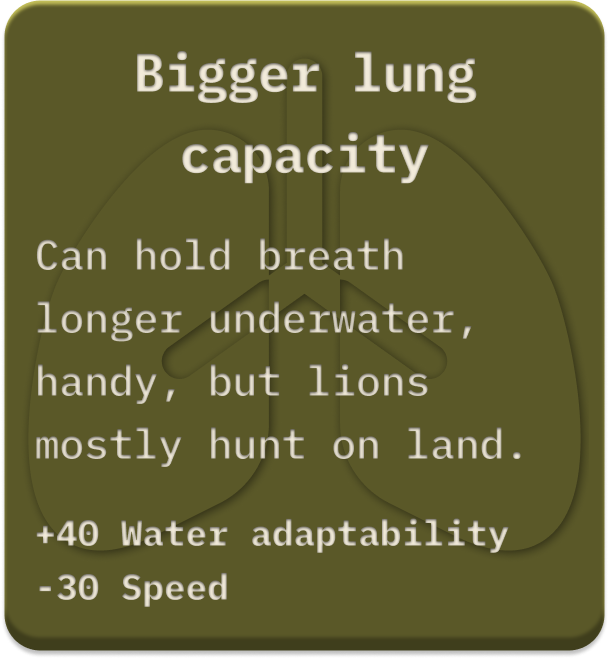 Bigger lung
capacity
Can hold breath
longer underwater,
handy, but lions
mostly hunt on land.
+40 Water adaptability
-30 Speed